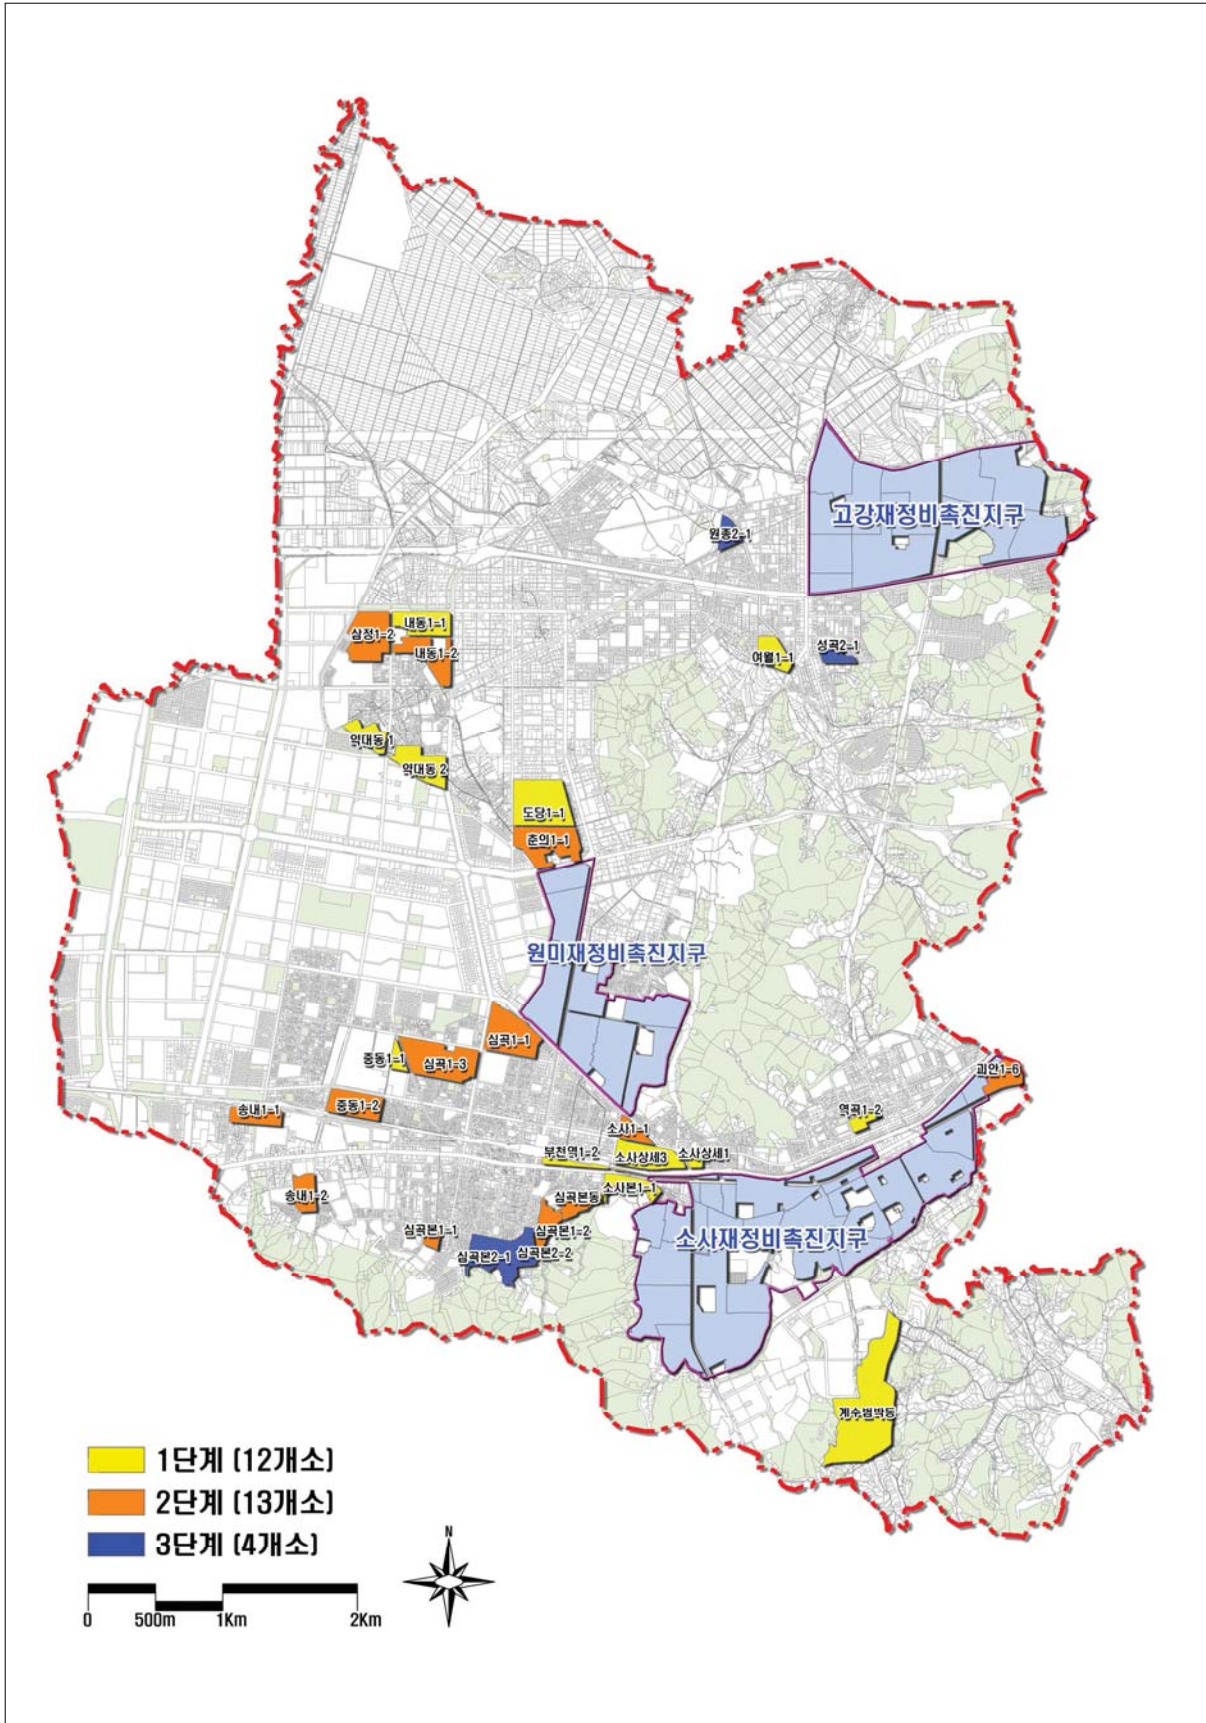 고강재정비촉진지구
원종2-1
삼정1-2
내동1-1
내동1-2
여월1-1
성곡2-1
약대동 1
약대동 2
도당1-1
춘의1-1
원미재정비촉진지구
심곡1-1
중동1-1
심곡1-3
괴안1-6
중동1-2
송내1-1
역곡1-2
소사1-1
부천역1-2
소사상세3
소사상세1
송내1-2
심곡본동
소사본1-1
심곡본1-1
심곡본1-2
소사재정비촉진지구
심곡본2-1
심곡본2-2
계수범박동
1단계 (12개소)
2단계 (13개소)
3단계 (4개소)
N
0 500m 1Km 2Km